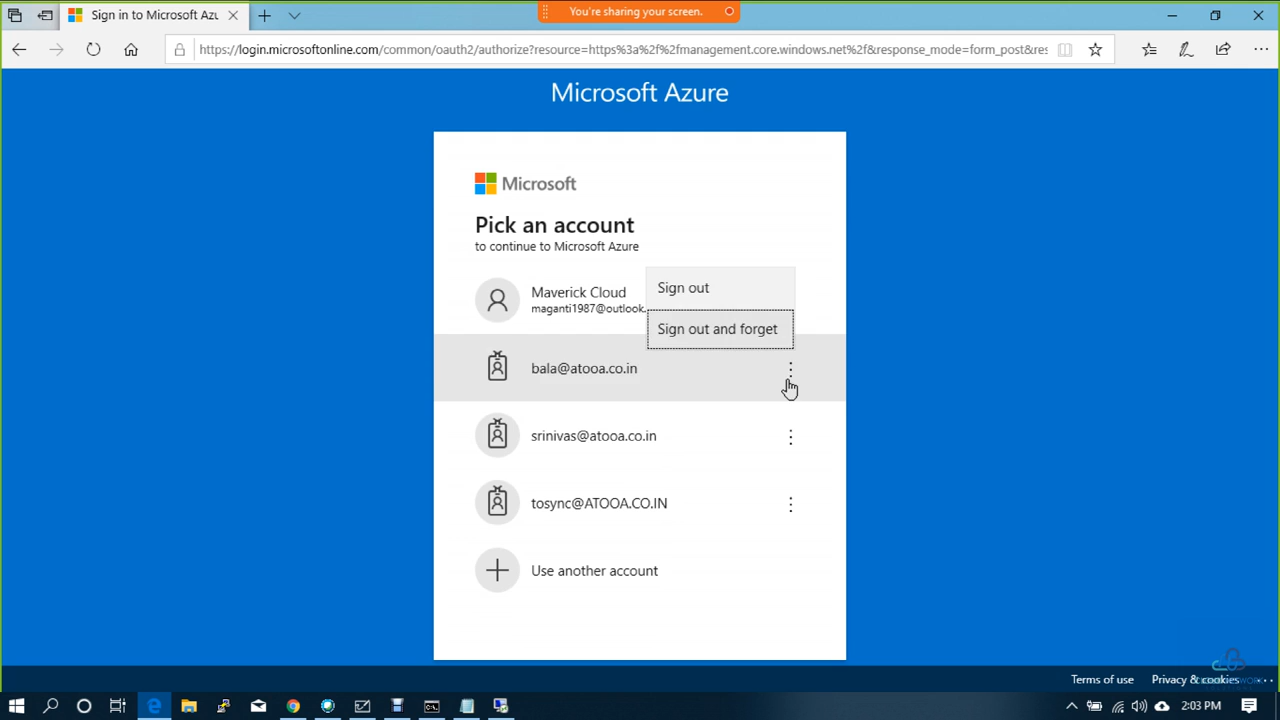 Sign in to Microsoft Azu
You're sharing your screen.
https://login.microsoftonline.com/common/oauth2/authorize?resource=https%3a%2f%2fmanagement.core.windows.net%2f&response_mode=form_post&res
Microsoft Azure
Microsoft
Pick an account
to continue to Microsoft Azure
Maverick Cloud
maganti1987@outlook.
Sign out
Sign out and forget
bala@atooa.co.in
srinivas@atooa.co.in
tosync@ATOOA.CO.IN
Use another account
Terms of use
Privacy & cookies
2:03 PM